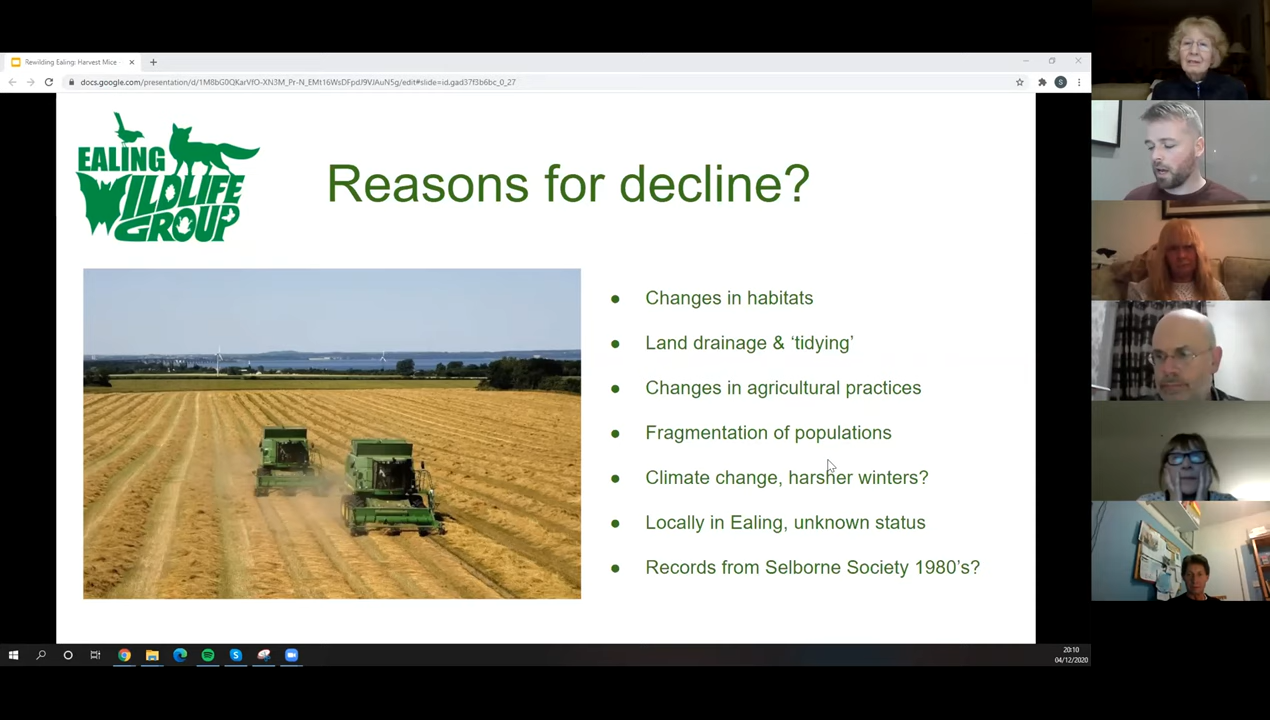 Rewilding Ealing: Harvest Mice
docs.google.com/presentation/d/1M8bG0QKarVfO-XN3M_Pr-N_EMt16WsDFpdJ9VJAuN5g/edit#slide=id.gad37f3b6bc_0_27
S
EALING
WILDLIFE
GROUP
Reasons for decline?
● Changes in habitats
● Land drainage & ‘tidying’
● Changes in agricultural practices
● Fragmentation of populations
● Climate change, harsher winters?
● Locally in Ealing, unknown status
● Records from Selborne Society 1980’s?
20:10
04/12/2020